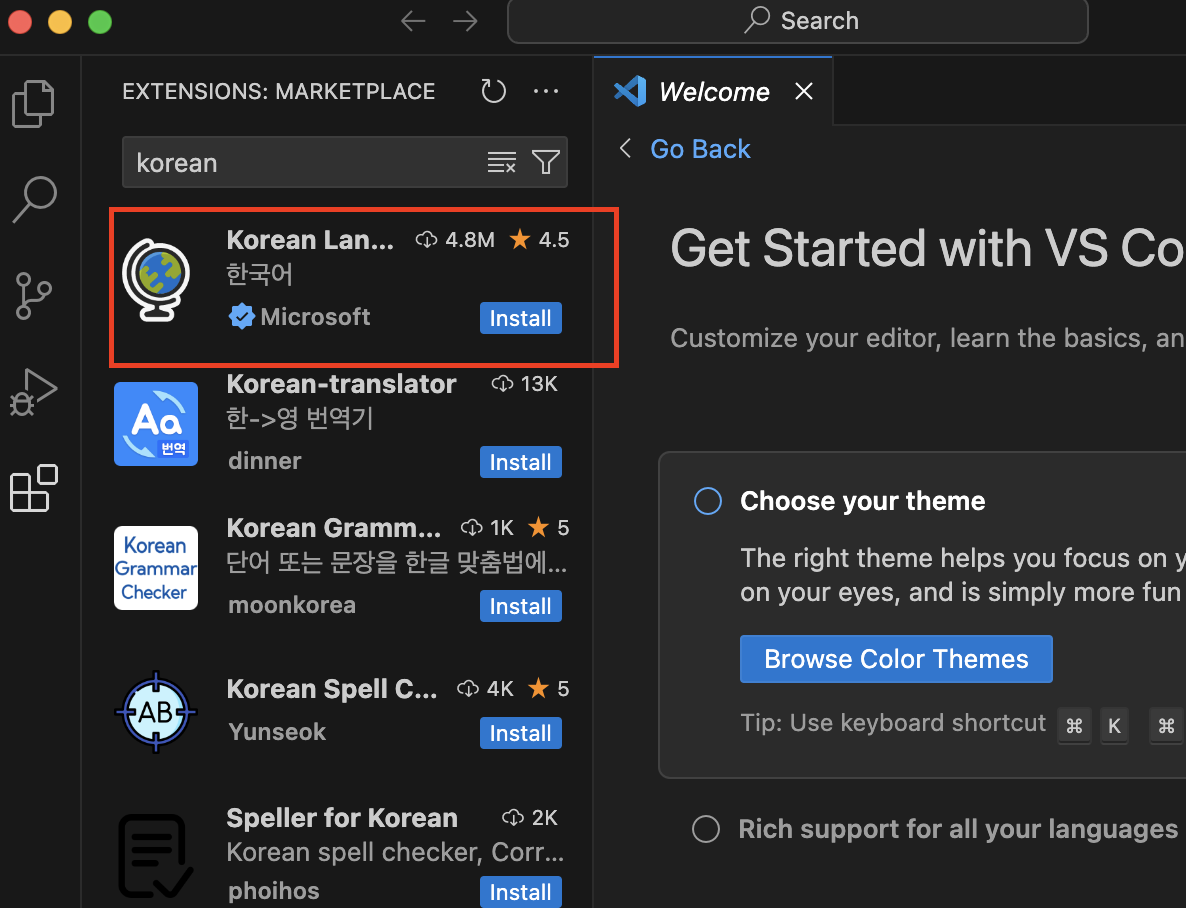 Search
EXTENSIONS: MARKETPLACE
Welcome
korean
Go Back
Korean Lan... 4.8M 4.5
한국어
Microsoft Install
Korean-translator 13K
한->영 번역기
dinner Install
Aa
번역
Korean Gramm... 1K 5
단어 또는 문장을 한글 맞춤법에...
moonkorea Install
Korean
Grammar
Checker
Korean Spell C... 4K 5
Yunseok Install
AB
Speller for Korean 2K
Korean spell checker, Corr...
phoihos Install
Get Started with VS Co
Customize your editor, learn the basics, an
Choose your theme
The right theme helps you focus on y
on your eyes, and is simply more fun
Browse Color Themes
Tip: Use keyboard shortcut ⌘ K ⌘
Rich support for all your languages